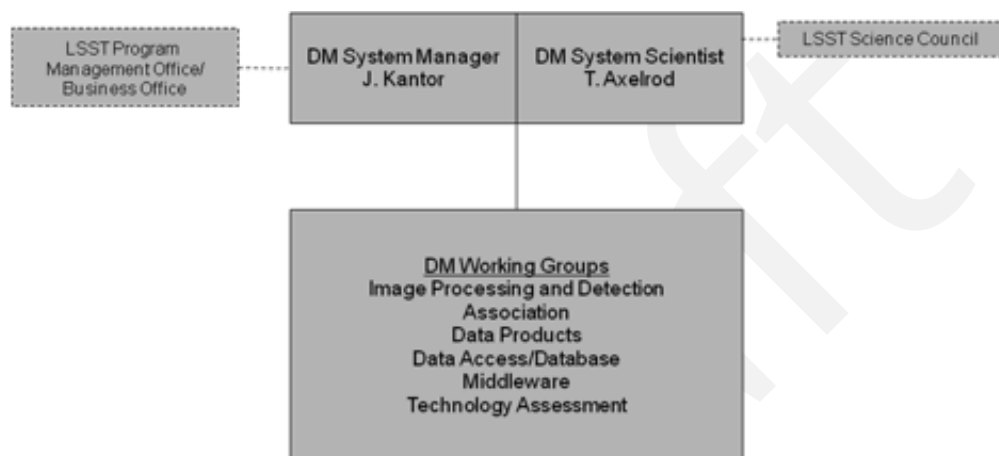 LSST Program
Management Office/
Business Office
DM System Manager
J. Kantor
DM System Scientist
T. Axelrod
LSST Science Council
DM Working Groups
Image Processing and Detection
Association
Data Products
Data Access/Database
Middleware
Technology Assessment